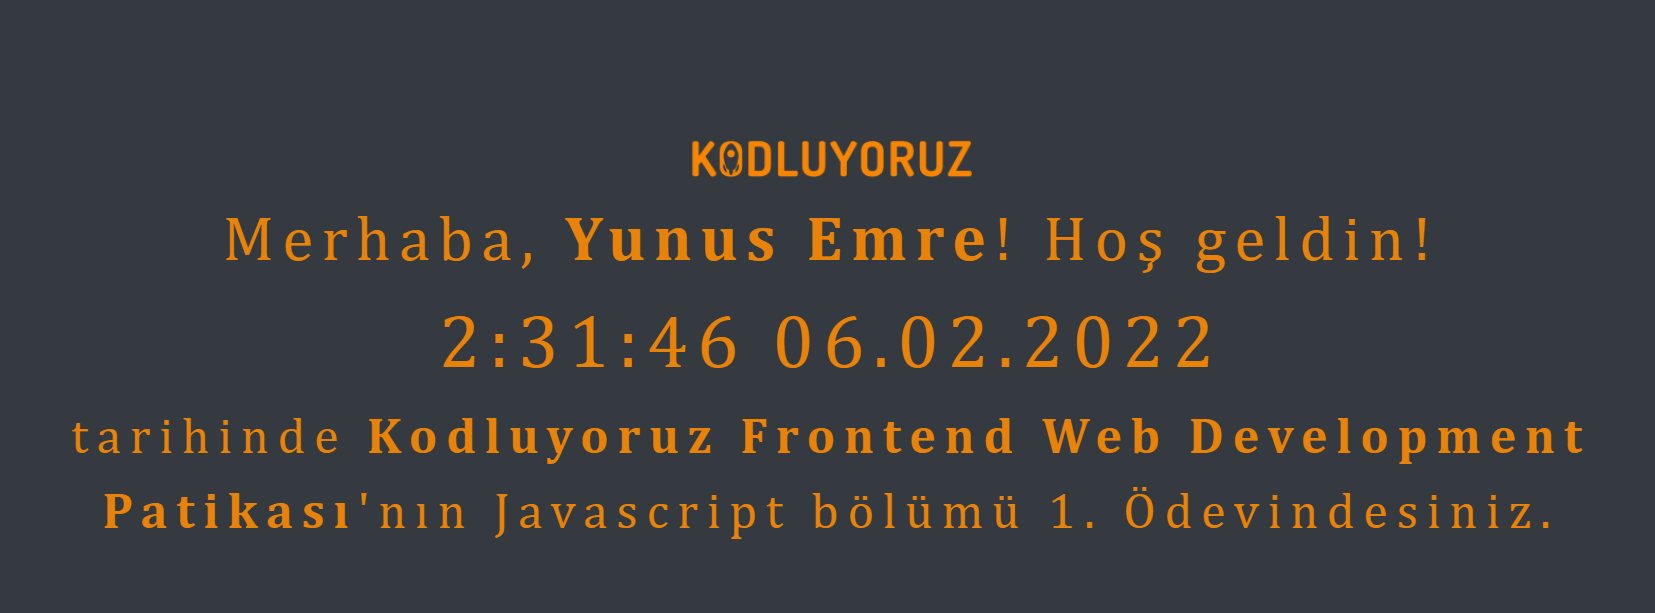 KODLUYORUZ
Merhaba, Yunus Emre! Hoş geldin!
2:31:46 06.02.2022
tarihinde Kodluyoruz Frontend Web Development
Patikası'nın Javascript bölümü 1. Ödevindesiniz.